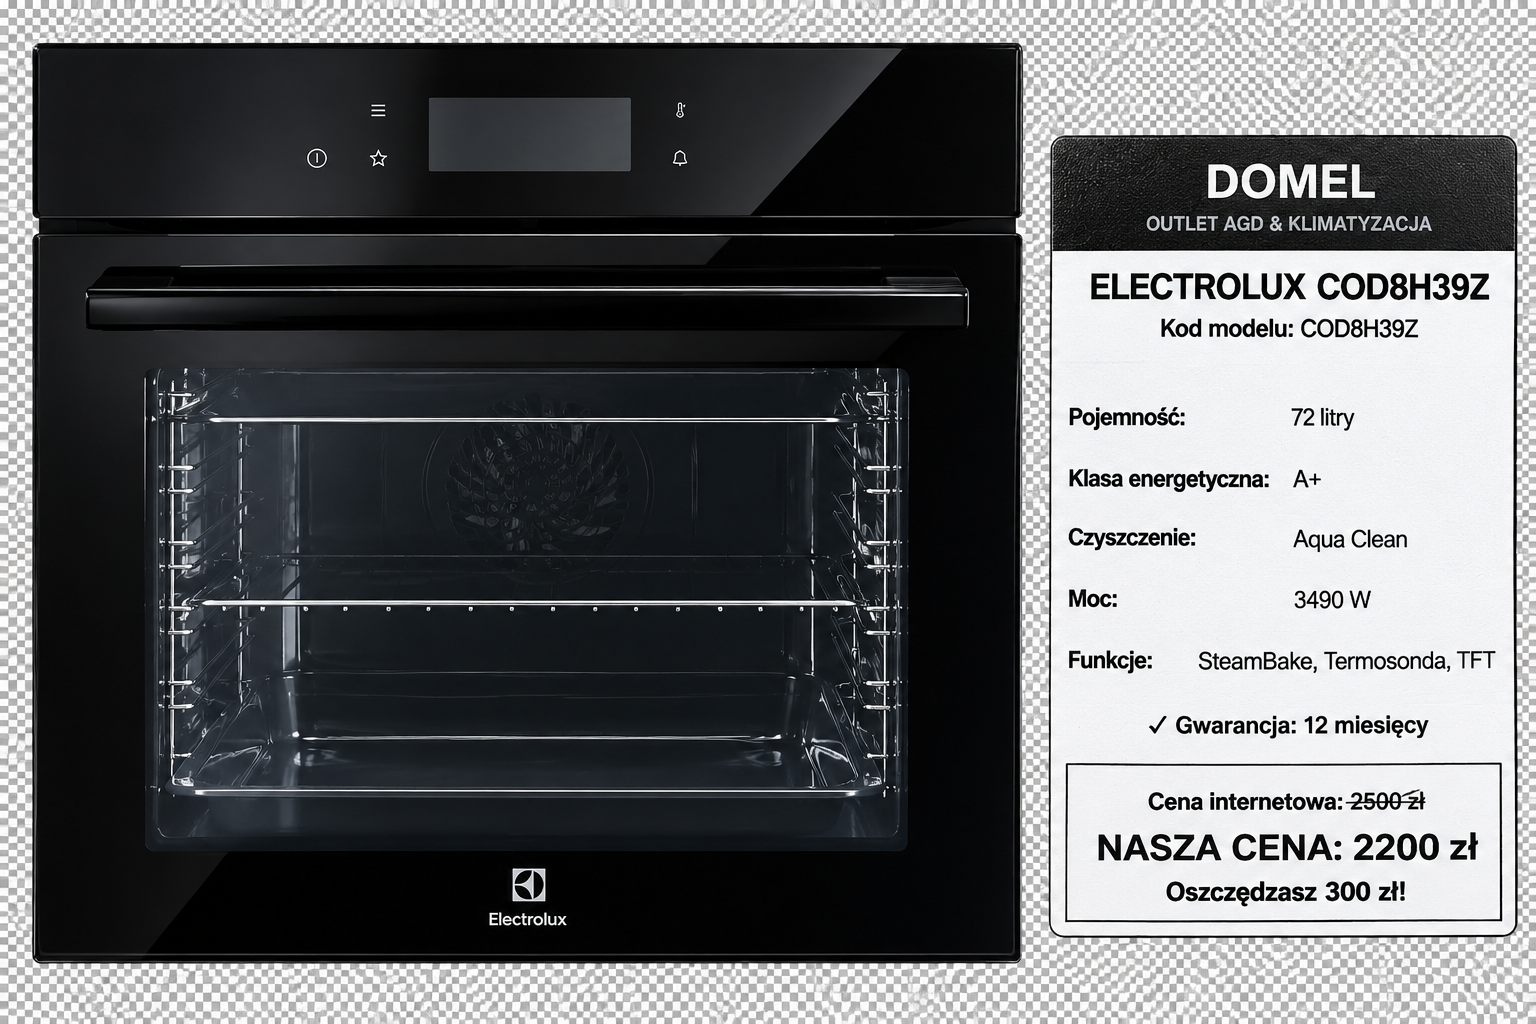 Electrolux
DOMEL
OUTLET AGD & KLIMATYZACJA
ELECTROLUX COD8H39Z
Kod modelu: COD8H39Z
Pojemność: 72 litry
Klasa energetyczna: A+
Czyszczenie: Aqua Clean
Moc: 3490 W
Funkcje: SteamBake, Termosonda, TFT
✓ Gwarancja: 12 miesięcy
Cena internetowa: 2500 zł
NASZA CENA: 2200 zł
Oszczędzasz 300 zł!